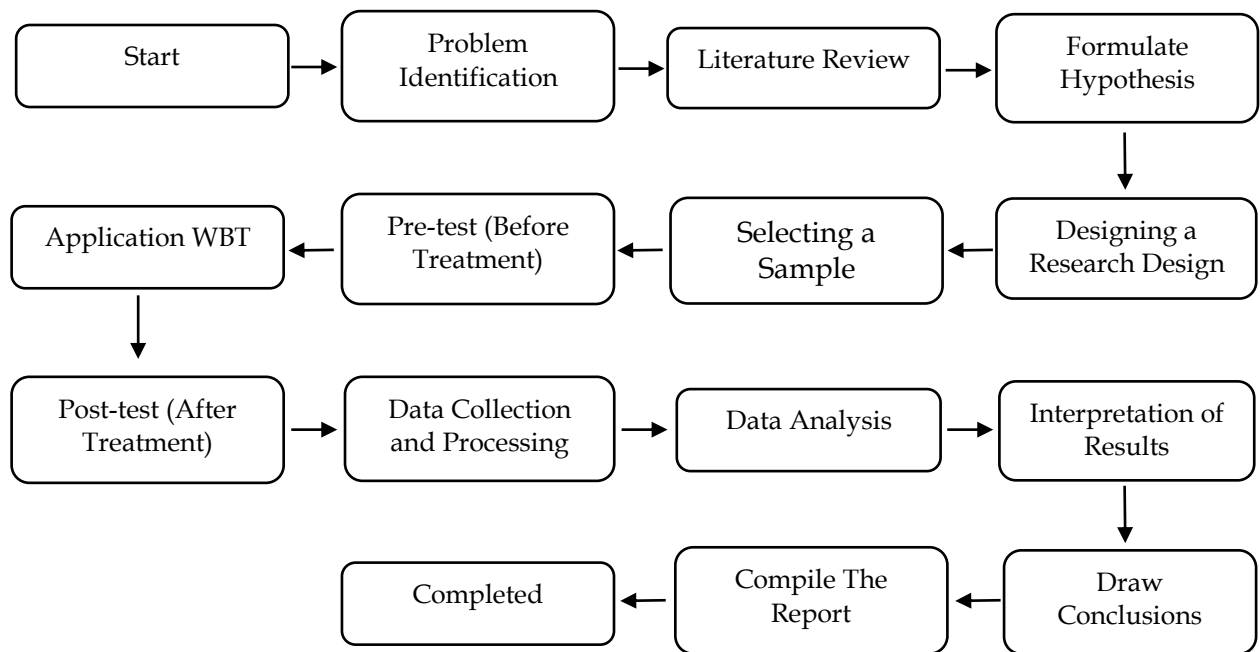 Start
Problem
Identification
Literature Review
Formulate
Hypothesis
Application WBT
Pre-test (Before
Treatment)
Selecting a
Sample
Designing a
Research Design
Post-test (After
Treatment)
Data Collection
and Processing
Data Analysis
Interpretation of
Results
Completed
Compile The
Report
Draw
Conclusions